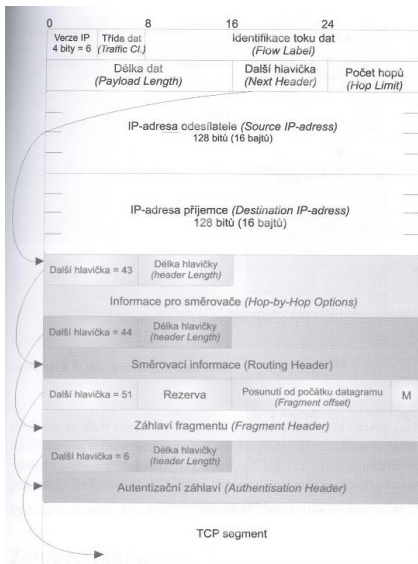 0 8 16 24
Verze IP Třída dat Identifikace toku dat
4 bity = 6 (Traffic Cl.) (Flow Label)
Délka dat Další hlavička Počet hopů
(Payload Length) (Next Header) (Hop Limit)
IP-adresa odesílatele (Source IP-adress)
128 bitů (16 bajtů)
IP-adresa příjemce (Destination IP-adress)
128 bitů (16 bajtů)
Další hlavička = 43 Délka hlavičky
(header Length)
Informace pro směrovače (Hop-by-Hop Options)
Další hlavička = 44 Délka hlavičky
(header Length)
Směrovací informace (Routing Header)
Další hlavička = 51 Rezerva Posunutí od počátku datagramu M
(Fragment offset)
Záhlaví fragmentu (Fragment Header)
Další hlavička = 6 Délka hlavičky
(header Length)
Autentizační záhlaví (Authentisation Header)
TCP segment